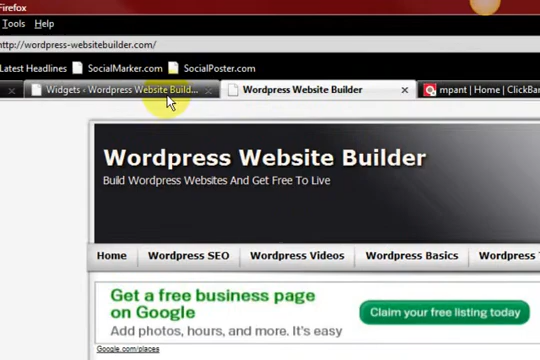 Firefox
Tools Help
http://wordpress-websitebuilder.com/
Latest Headlines SocialMarker.com SocialPoster.com
Widgets ‹ Wordpress Website Build... Wordpress Website Builder mpant | Home | ClickBan
Wordpress Website Builder
Build Wordpress Websites And Get Free To Live
Home Wordpress SEO Wordpress Videos Wordpress Basics Wordpress
Get a free business page
on Google
Claim your free listing today
Add photos, hours, and more. It's easy
Google.com/places